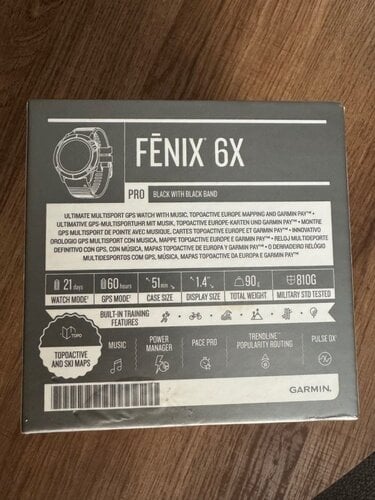 FĒNIX® 6X
PRO BLACK WITH BLACK BAND
ULTIMATE MULTISPORT GPS WATCH WITH MUSIC, TOPOACTIVE EUROPE MAPPING AND GARMIN PAY™ •
ULTIMATIVE GPS-MULTISPORTUHR MIT MUSIK, TOPOACTIVE EUROPE-KARTEN UND GARMIN PAY™ • MONTRE
GPS MULTISPORT DE POINTE AVEC MUSIQUE, CARTES TOPOACTIVE EUROPE ET GARMIN PAY™ • INNOVATIVO
OROLOGIO GPS MULTISPORT CON MUSICA, MAPPE TOPOACTIVE EUROPE E GARMIN PAY™ • RELOJ MULTIDEPORTE
DEFINITIVO CON GPS, CON MÚSICA, MAPAS TOPOACTIVE DE EUROPA Y GARMIN PAY™ • O DERRADEIRO RELÓGIO
MULTIDESPORTOS COM GPS, MÚSICA, MAPAS TOPOACTIVE DA EUROPA E GARMIN PAY™
21 days 60 hours 51 mm 1.4" 90 g 810G
WATCH MODE¹ GPS MODE¹ CASE SIZE DISPLAY SIZE TOTAL WEIGHT MILITARY STD TESTED
BUILT-IN TRAINING
FEATURES
TOPO
TOPOACTIVE
AND SKI MAPS
MUSIC POWER MANAGER PACE PRO TRENDLINE™ POPULARITY ROUTING PULSE OX²
GARMIN.